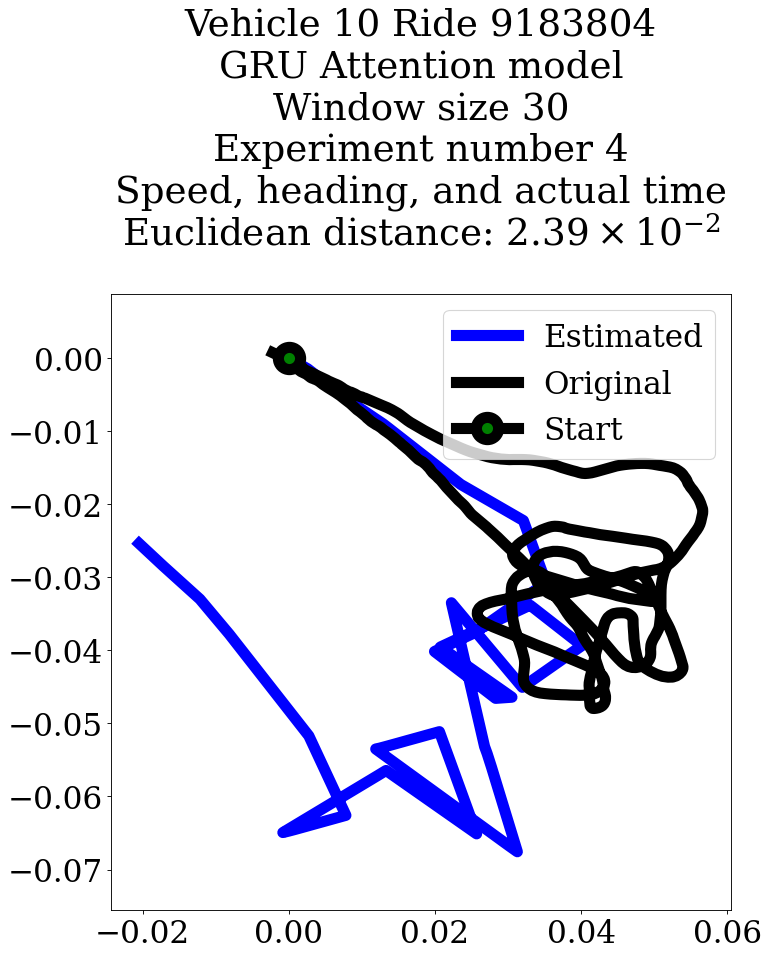 Vehicle 10 Ride 9183804
GRU Attention model
Window size 30
Experiment number 4
Speed, heading, and actual time
Euclidean distance: 2.39 × 10⁻²
Estimated
Original
Start
0.00
−0.01
−0.02
−0.03
−0.04
−0.05
−0.06
−0.07
−0.02 0.00 0.02 0.04 0.06